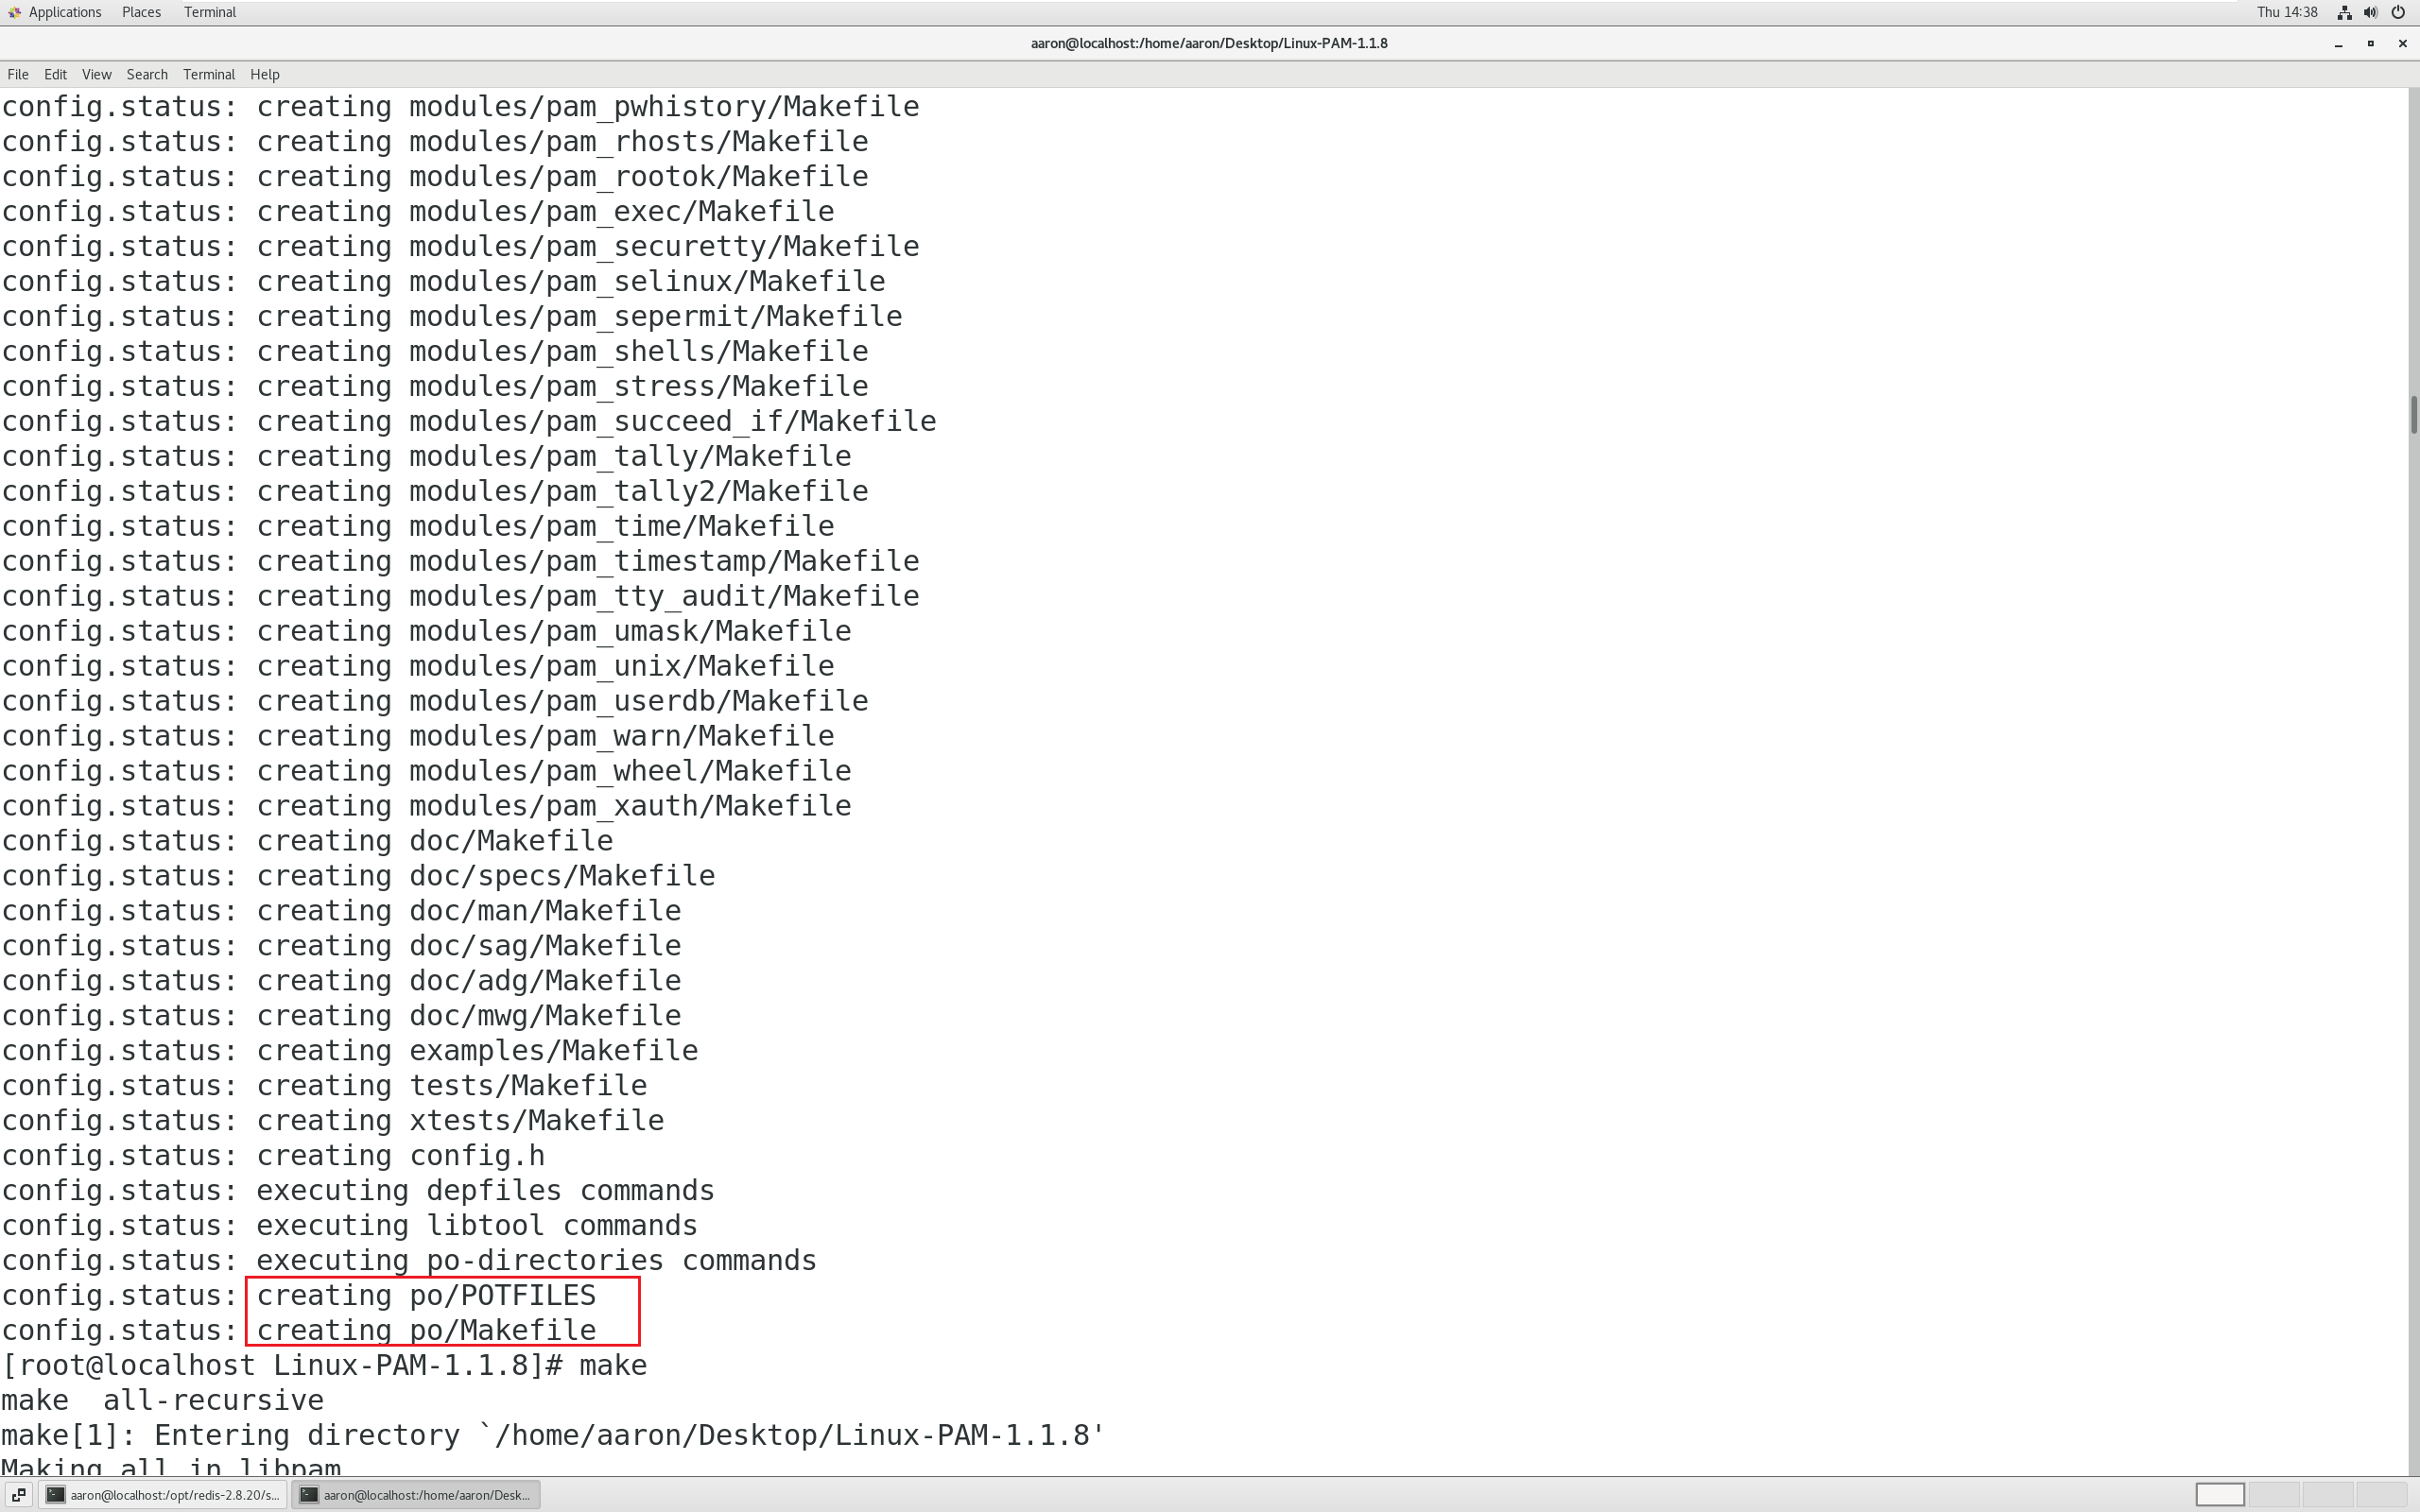 Applications Places Terminal Thu 14:38
aaron@localhost:/home/aaron/Desktop/Linux-PAM-1.1.8
File Edit View Search Terminal Help
config.status: creating modules/pam_pwhistory/Makefile
config.status: creating modules/pam_rhosts/Makefile
config.status: creating modules/pam_rootok/Makefile
config.status: creating modules/pam_exec/Makefile
config.status: creating modules/pam_securetty/Makefile
config.status: creating modules/pam_selinux/Makefile
config.status: creating modules/pam_sepermit/Makefile
config.status: creating modules/pam_shells/Makefile
config.status: creating modules/pam_stress/Makefile
config.status: creating modules/pam_succeed_if/Makefile
config.status: creating modules/pam_tally/Makefile
config.status: creating modules/pam_tally2/Makefile
config.status: creating modules/pam_time/Makefile
config.status: creating modules/pam_timestamp/Makefile
config.status: creating modules/pam_tty_audit/Makefile
config.status: creating modules/pam_umask/Makefile
config.status: creating modules/pam_unix/Makefile
config.status: creating modules/pam_userdb/Makefile
config.status: creating modules/pam_warn/Makefile
config.status: creating modules/pam_wheel/Makefile
config.status: creating modules/pam_xauth/Makefile
config.status: creating doc/Makefile
config.status: creating doc/specs/Makefile
config.status: creating doc/man/Makefile
config.status: creating doc/sag/Makefile
config.status: creating doc/adg/Makefile
config.status: creating doc/mwg/Makefile
config.status: creating examples/Makefile
config.status: creating tests/Makefile
config.status: creating xtests/Makefile
config.status: creating config.h
config.status: executing depfiles commands
config.status: executing libtool commands
config.status: executing po-directories commands
config.status: creating po/POTFILES
config.status: creating po/Makefile
[root@localhost Linux-PAM-1.1.8]# make
make  all-recursive
make[1]: Entering directory `/home/aaron/Desktop/Linux-PAM-1.1.8'
Making all in libpam
aaron@localhost:/opt/redis-2.8.20/s... aaron@localhost:/home/aaron/Desk...